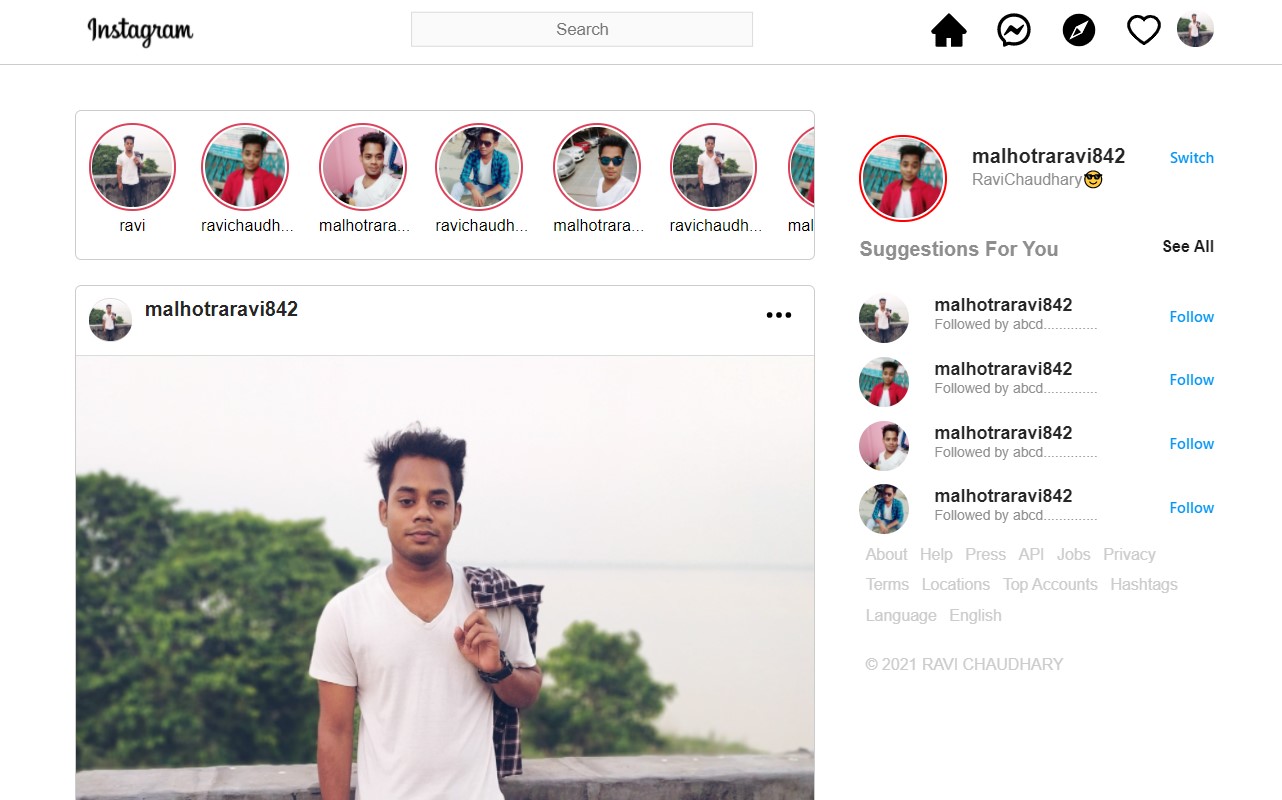 Instagram
Search
ravi
ravichaudh...
malhotrara...
ravichaudh...
malhotrara...
ravichaudh...
mal
malhotraravi842
malhotraravi842
RaviChaudhary😎
Switch
Suggestions For You
See All
malhotraravi842
Followed by abcd..............
Follow
malhotraravi842
Followed by abcd..............
Follow
malhotraravi842
Followed by abcd..............
Follow
malhotraravi842
Followed by abcd..............
Follow
About Help Press API Jobs Privacy
Terms Locations Top Accounts Hashtags
Language English
© 2021 RAVI CHAUDHARY